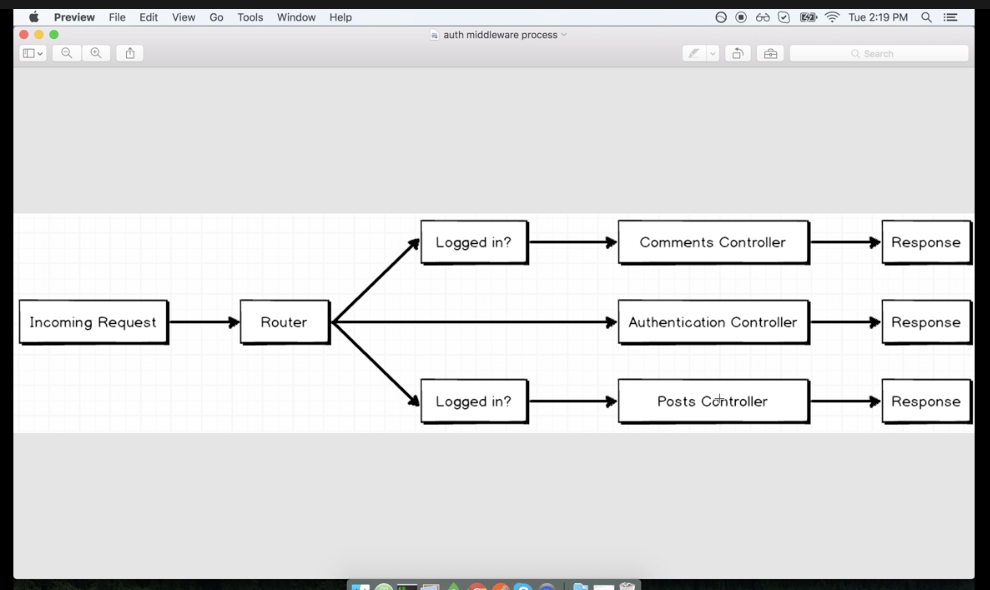 Preview File Edit View Go Tools Window Help Tue 2:19 PM
auth middleware process
Search
Logged in? Comments Controller Response
Incoming Request Router Authentication Controller Response
Logged in? Posts Controller Response